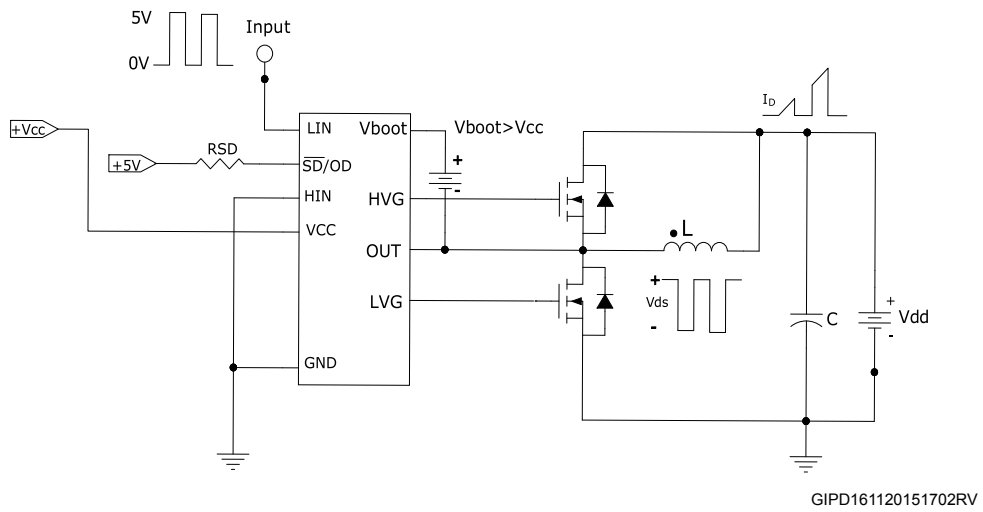 5V
Input
0V
+Vcc
LIN
Vboot
Vboot>Vcc
RSD
+5V
SD/OD
+
-
HIN
HVG
VCC
OUT
L
LVG
+
Vds
-
GND
ID
C
+
Vdd
-
GIPD161120151702RV